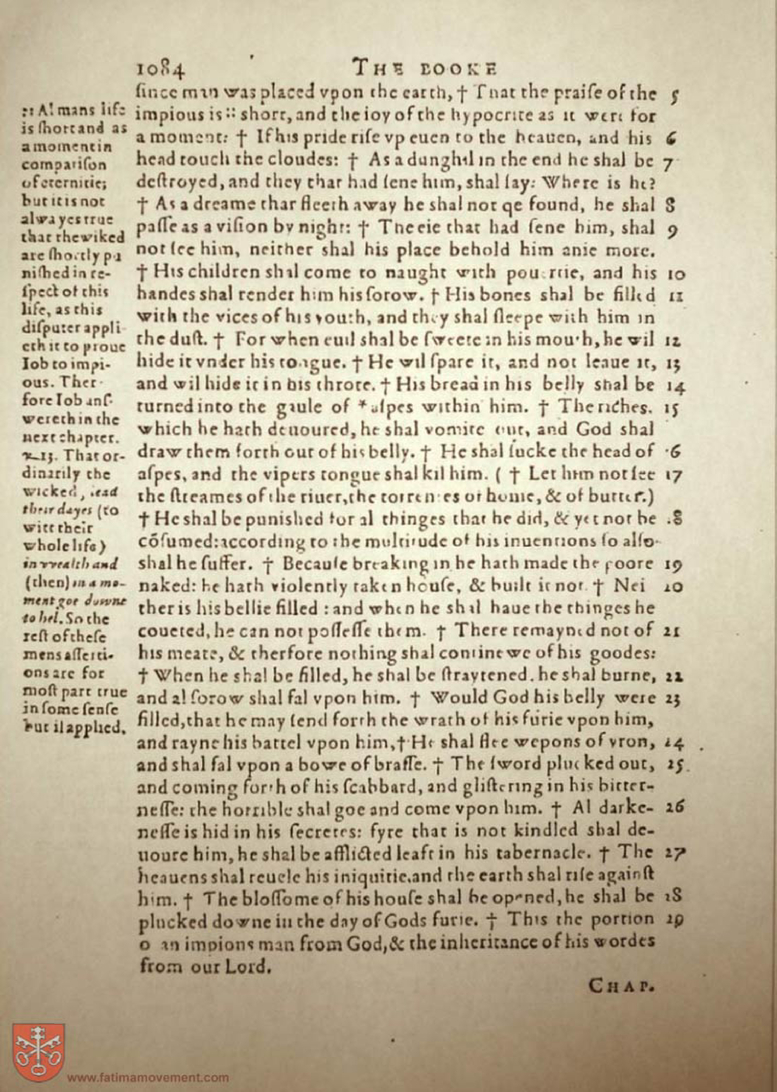 1084 THE BOOKE
ſince man was placed vpon the earth, † That the praiſe of the 5
impious is :: short, and the ioy of the hypocrite as it were for
a moment: † If his pride riſe vp euen to the heauen, and his 6
head touch the cloudes: † As a dunghil in the end he shal be 7
deſtroyed, and they that had ſene him, shal ſay: Where is he?
† As a dreame that fleeth away he shal not qe found, he shal 8
paſſe as a viſion by night: † The eie that had ſene him, shal 9
not ſee him, neither shal his place behold him anie more.
† His children shal come to naught with pouertie, and his 10
handes shal render him his ſorow. † His bones shal be filled 11
with the vices of his youth, and they shal ſleepe with him in
the duſt. † For when euil shal be ſweete in his mouth, he wil 12
hide it vnder his tongue. † He wil ſpare it, and not leaue it, 13
and wil hide it in his throte. † His bread in his belly shal be 14
turned into the gaule of *aſpes within him. † The riches, 15
which he hath deuoured, he shal vomite out, and God shal
draw them forth out of his belly. † He shal ſucke the head of 16
aſpes, and the vipers tongue shal kil him. ( † Let him not ſee 17
the ſtreames of the riuer, the torrentes of honie, & of butter.)
† He shal be punished for al thinges that he did, & yet not be 18
cōſumed: according to the multitude of his inuentions ſo alſo
shal he ſuffer. † Becauſe breaking in he hath made the poore 19
naked: he hath violently taken houſe, & built it not. † Nei 20
ther is his bellie filled : and when he shal haue the thinges he
coueted, he can not poſſeſſe them. † There remayned not of 21
his meate, & therfore nothing shal continewe of his goodes:
† When he shal be filled, he shal be ſtraytened, he shal burne, 22
and al ſorow shal fal vpon him. † Would God his belly were 23
filled, that he may ſend forth the wrath of his furie vpon him,
and rayne his battel vpon him, † He shal flee wepons of yron, 24
and shal fal vpon a bowe of braſſe. † The ſword plucked out, 25
and coming forth of his ſcabbard, and gliſtering in his bitter-
neſſe: the horrible shal goe and come vpon him. † Al darke- 26
neſſe is hid in his ſecretes: fyre that is not kindled shal de-
uoure him, he shal be afflicted leaft in his tabernacle. † The 27
heauens shal reuele his iniquitie, and the earth shal riſe againſt
him. † The bloſſome of his houſe shal be opened, he shal be 28
plucked downe in the day of Gods furie. † This the portion 29
o an impions man from God, & the inheritance of his wordes
from our Lord.
CHAP.
:: Al mans life
is ſhort and as
a moment in
compariſon
of eternitie;
but it is not
alwayes true
that the wiked
are ſhortly pu
niſhed in re-
ſpect of this
life, as this
diſputer appli
eth it to proue
Iob to impi-
ous. Ther-
fore Iob anſ-
wereth in the
next chapter.
v. 13. That or-
dinarily the
wicked, lead
their dayes (to
witt their
whole life)
in wealth and
(then) in a mo-
ment goe downe
to hel. So the
reſt of theſe
mens aſſerti-
ons are for
moſt part true
in ſome ſenſe
but il applied.
www.fatimamovement.com